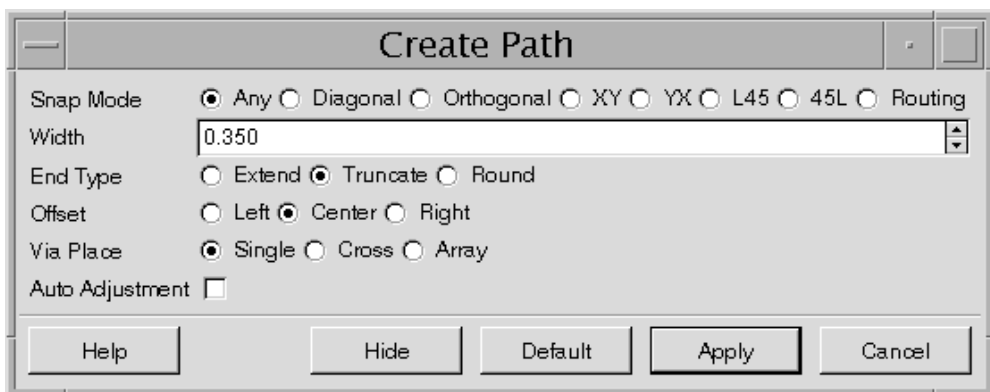 Create Path
Snap Mode Any Diagonal Orthogonal XY YX L45 45L Routing
Width 0.350
End Type Extend Truncate Round
Offset Left Center Right
Via Place Single Cross Array
Auto Adjustment
Help Hide Default Apply Cancel